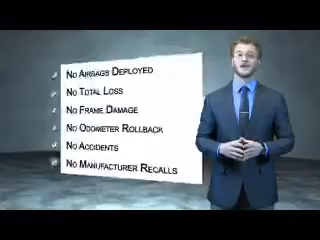 No Airbags Deployed
No Total Loss
No Frame Damage
No Odometer Rollback
No Accidents
No Manufacturer Recalls